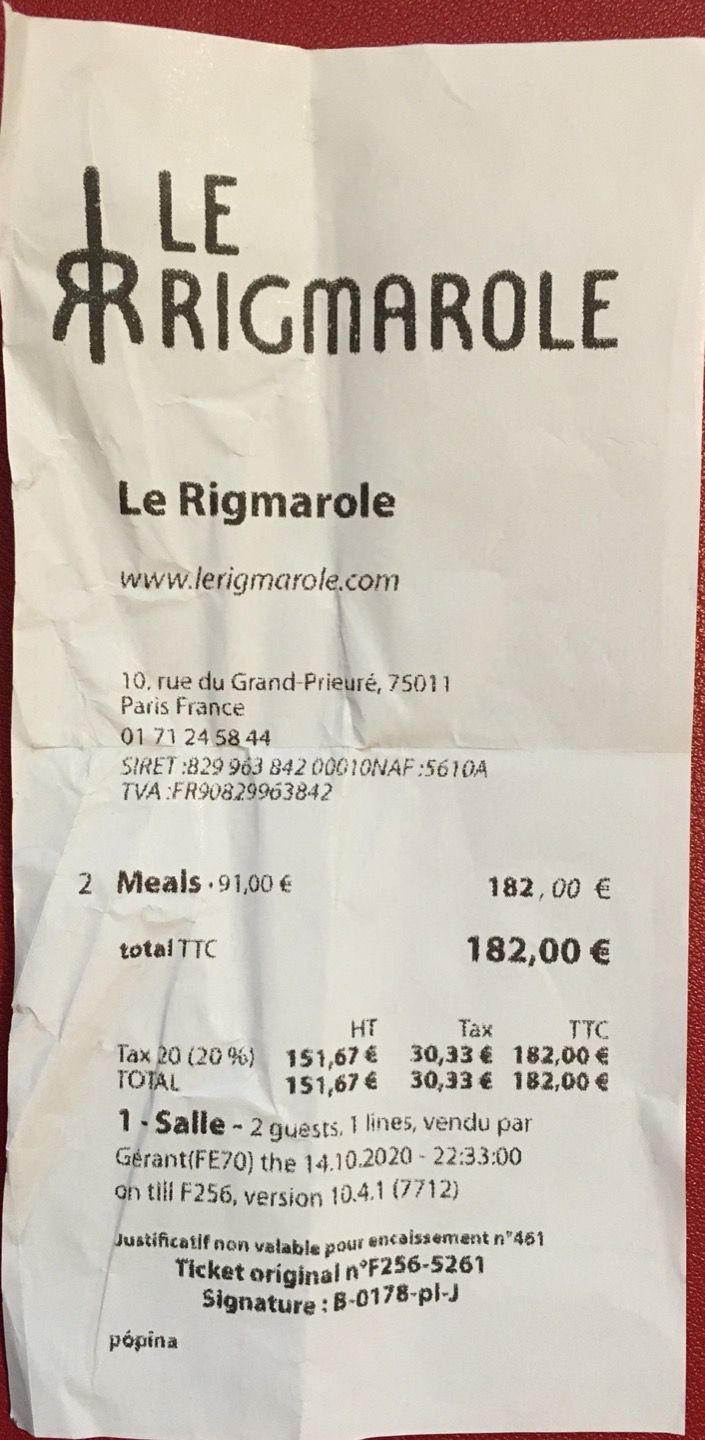 LE
RIGMAROLE
Le Rigmarole
www.lerigmarole.com
10, rue du Grand-Prieuré, 75011
Paris France
01 71 24 58 44
SIRET :829 963 842 00010NAF :5610A
TVA :FR90829963842
2 Meals · 91,00 € 182,00 €
total TTC 182,00 €
HT Tax TTC
Tax 20 (20 %) 151,67 € 30,33 € 182,00 €
TOTAL 151,67 € 30,33 € 182,00 €
1 - Salle - 2 guests, 1 lines, vendu par
Gérant(FE70) the 14.10.2020 - 22:33:00
on till F256, version 10.4.1 (7712)
Justificatif non valable pour encaissement n°461
Ticket original n°F256-5261
Signature : B-0178-pl-J
pópina